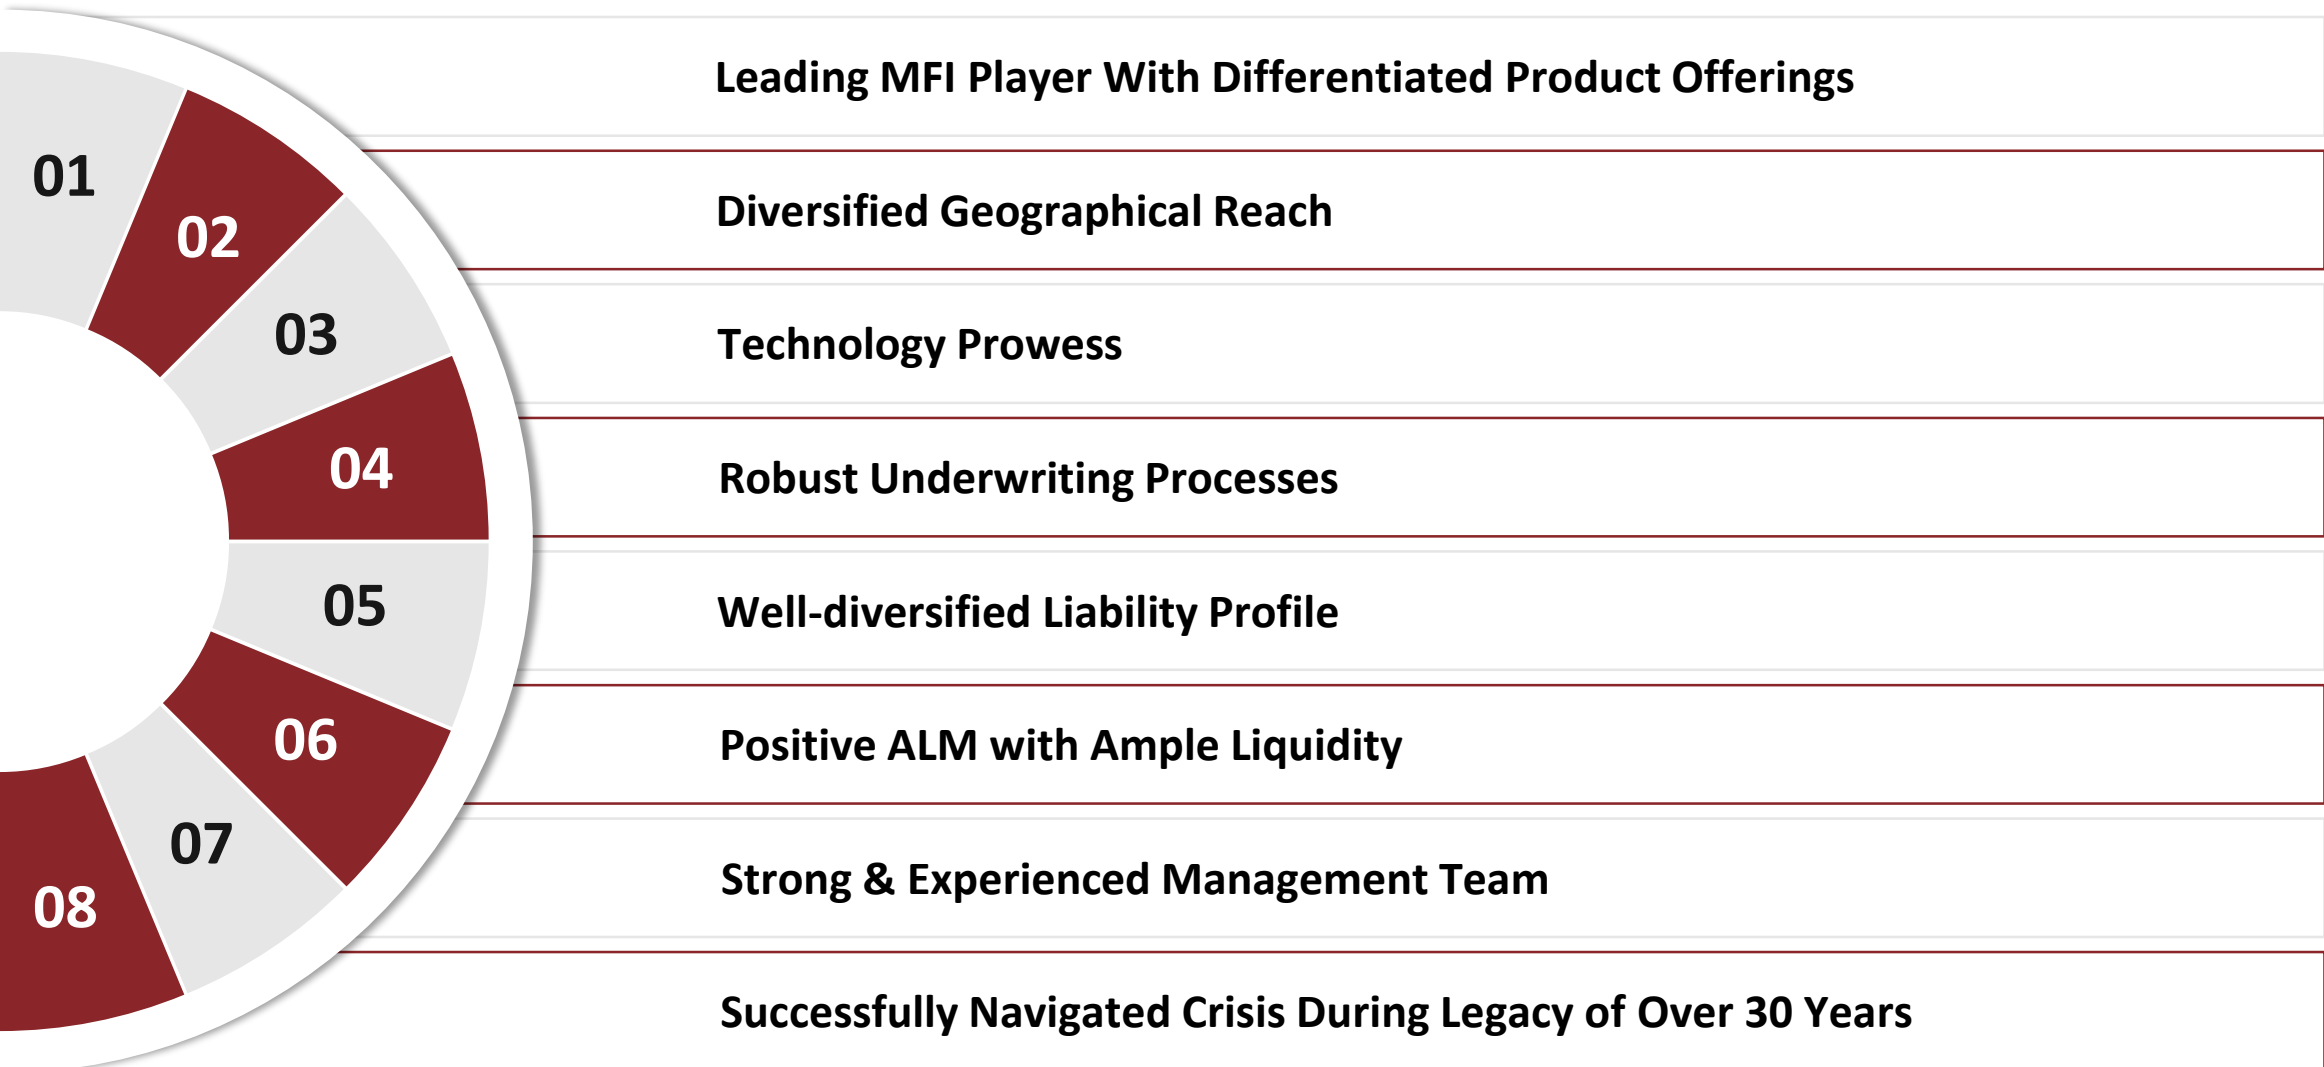 01
Leading MFI Player With Differentiated Product Offerings
02
Diversified Geographical Reach
03
Technology Prowess
04
Robust Underwriting Processes
05
Well-diversified Liability Profile
06
Positive ALM with Ample Liquidity
07
Strong & Experienced Management Team
08
Successfully Navigated Crisis During Legacy of Over 30 Years